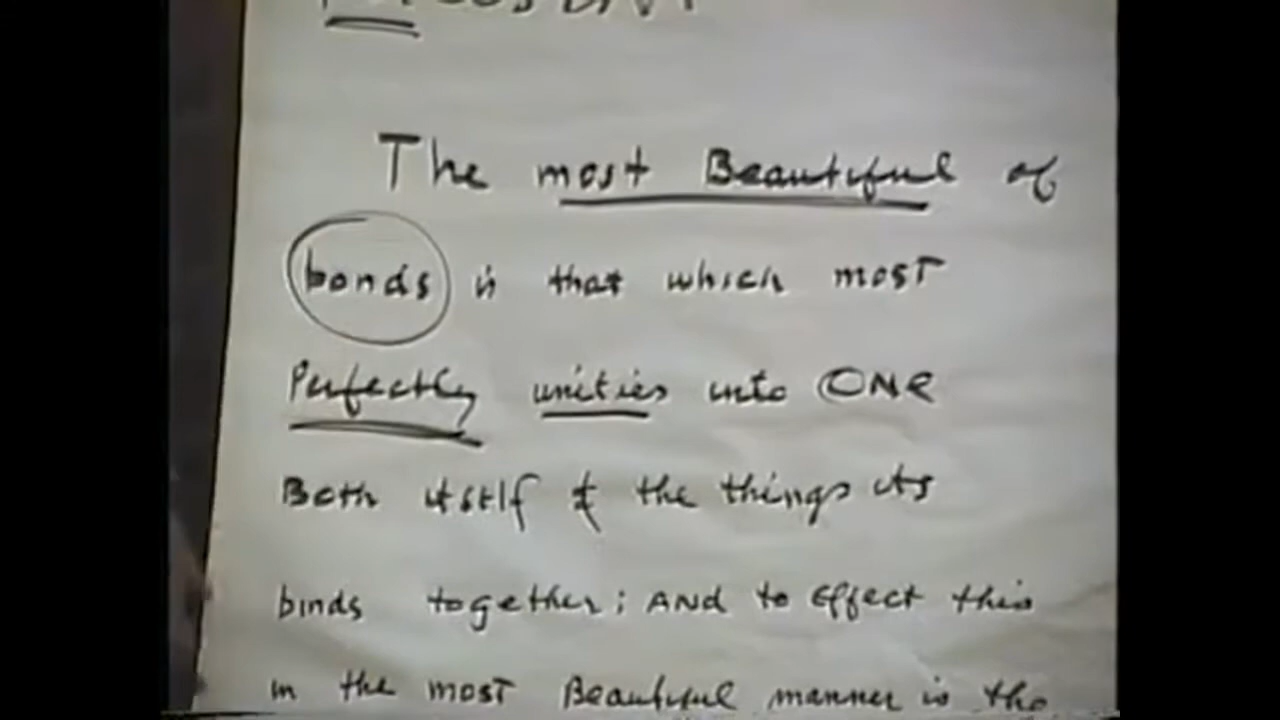 The most Beautiful of
bonds is that which most
Perfectly unities into ONE
Both itself & the things its
binds together; AND to Effect this
in the most Beautiful manner is the